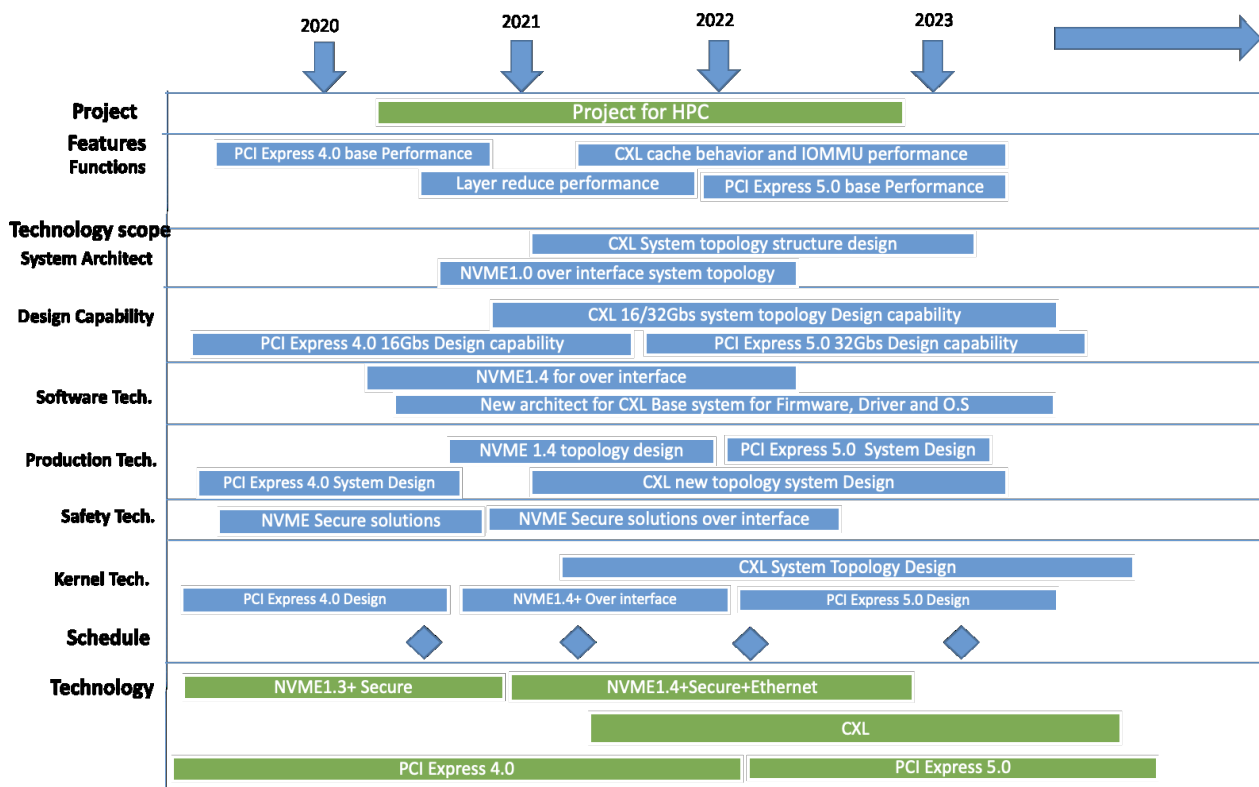 2020
2021
2022
2023
Project
Project for HPC
Features
Functions
PCI Express 4.0 base Performance
CXL cache behavior and IOMMU performance
Layer reduce performance
PCI Express 5.0 base Performance
Technology scope
System Architect
CXL System topology structure design
NVME1.0 over interface system topology
Design Capability
CXL 16/32Gbs system topology Design capability
PCI Express 4.0 16Gbs Design capability
PCI Express 5.0 32Gbs Design capability
Software Tech.
NVME1.4 for over interface
New architect for CXL Base system for Firmware, Driver and O.S
Production Tech.
NVME 1.4 topology design
PCI Express 5.0 System Design
PCI Express 4.0 System Design
CXL new topology system Design
Safety Tech.
NVME Secure solutions
NVME Secure solutions over interface
Kernel Tech.
CXL System Topology Design
PCI Express 4.0 Design
NVME1.4+ Over interface
PCI Express 5.0 Design
Schedule
Technology
NVME1.3+ Secure
NVME1.4+Secure+Ethernet
CXL
PCI Express 4.0
PCI Express 5.0